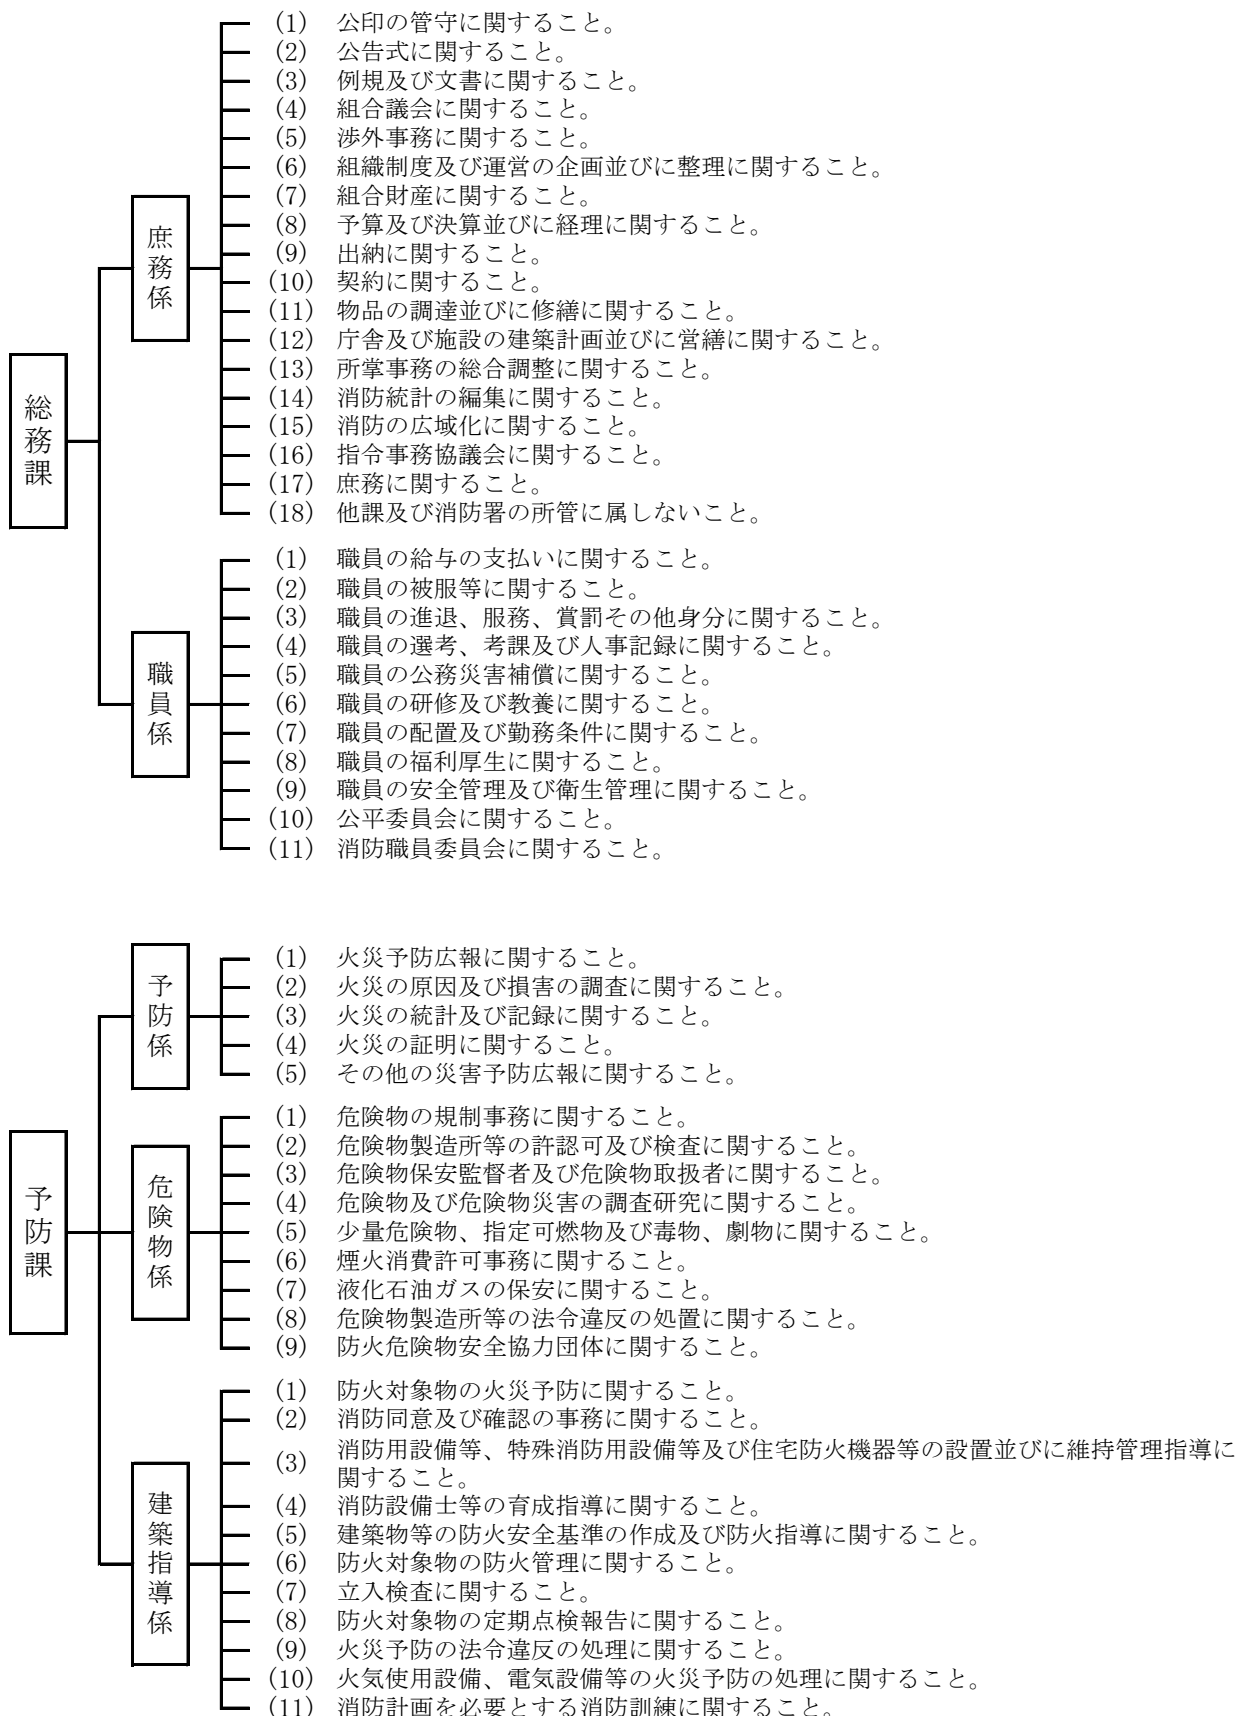 総務課
庶務係
(1) 公印の管守に関すること。
(2) 公告式に関すること。
(3) 例規及び文書に関すること。
(4) 組合議会に関すること。
(5) 渉外事務に関すること。
(6) 組織制度及び運営の企画並びに整理に関すること。
(7) 組合財産に関すること。
(8) 予算及び決算並びに経理に関すること。
(9) 出納に関すること。
(10) 契約に関すること。
(11) 物品の調達並びに修繕に関すること。
(12) 庁舎及び施設の建築計画並びに営繕に関すること。
(13) 所掌事務の総合調整に関すること。
(14) 消防統計の編集に関すること。
(15) 消防の広域化に関すること。
(16) 指令事務協議会に関すること。
(17) 庶務に関すること。
(18) 他課及び消防署の所管に属しないこと。
職員係
(1) 職員の給与の支払いに関すること。
(2) 職員の被服等に関すること。
(3) 職員の進退、服務、賞罰その他身分に関すること。
(4) 職員の選考、考課及び人事記録に関すること。
(5) 職員の公務災害補償に関すること。
(6) 職員の研修及び教養に関すること。
(7) 職員の配置及び勤務条件に関すること。
(8) 職員の福利厚生に関すること。
(9) 職員の安全管理及び衛生管理に関すること。
(10) 公平委員会に関すること。
(11) 消防職員委員会に関すること。
予防課
予防係
(1) 火災予防広報に関すること。
(2) 火災の原因及び損害の調査に関すること。
(3) 火災の統計及び記録に関すること。
(4) 火災の証明に関すること。
(5) その他の災害予防広報に関すること。
危険物係
(1) 危険物の規制事務に関すること。
(2) 危険物製造所等の許認可及び検査に関すること。
(3) 危険物保安監督者及び危険物取扱者に関すること。
(4) 危険物及び危険物災害の調査研究に関すること。
(5) 少量危険物、指定可燃物及び毒物、劇物に関すること。
(6) 煙火消費許可事務に関すること。
(7) 液化石油ガスの保安に関すること。
(8) 危険物製造所等の法令違反の処置に関すること。
(9) 防火危険物安全協力団体に関すること。
建築指導係
(1) 防火対象物の火災予防に関すること。
(2) 消防同意及び確認の事務に関すること。
(3) 消防用設備等、特殊消防用設備等及び住宅防火機器等の設置並びに維持管理指導に
関すること。
(4) 消防設備士等の育成指導に関すること。
(5) 建築物等の防火安全基準の作成及び防火指導に関すること。
(6) 防火対象物の防火管理に関すること。
(7) 立入検査に関すること。
(8) 防火対象物の定期点検報告に関すること。
(9) 火災予防の法令違反の処理に関すること。
(10) 火気使用設備、電気設備等の火災予防の処理に関すること。
(11) 消防計画を必要とする消防訓練に関すること。